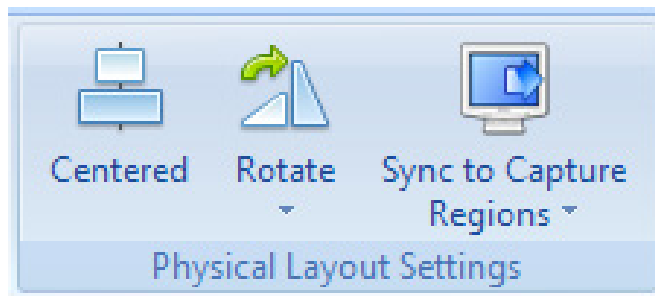 Centered
Rotate
Sync to Capture
Regions
Physical Layout Settings